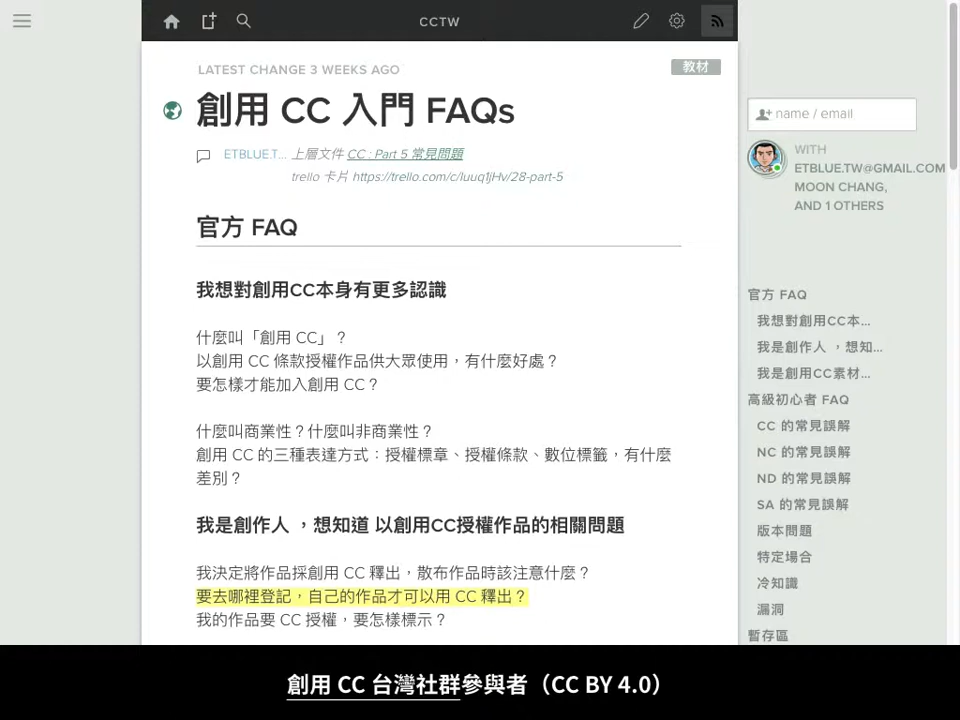 CCTW
LATEST CHANGE 3 WEEKS AGO
教材
創用 CC 入門 FAQs
ETBLUE.T... 上層文件 CC : Part 5 常見問題
trello 卡片 https://trello.com/c/luuq1jHv/28-part-5
官方 FAQ
我想對創用CC本身有更多認識
什麼叫「創用 CC」？
以創用 CC 條款授權作品供大眾使用，有什麼好處？
要怎樣才能加入創用 CC？
什麼叫商業性？什麼叫非商業性？
創用 CC 的三種表達方式：授權標章、授權條款、數位標籤，有什麼
差別？
我是創作人 ，想知道 以創用CC授權作品的相關問題
我決定將作品採創用 CC 釋出，散布作品時該注意什麼？
要去哪裡登記，自己的作品才可以用 CC 釋出？
我的作品要 CC 授權，要怎樣標示？
name / email
WITH
ETBLUE.TW@GMAIL.COM
MOON CHANG,
AND 1 OTHERS
官方 FAQ
我想對創用CC本...
我是創作人 ，想知...
我是創用CC素材...
高級初心者 FAQ
CC 的常見誤解
NC 的常見誤解
ND 的常見誤解
SA 的常見誤解
版本問題
特定場合
冷知識
漏洞
暫存區
創用 CC 台灣社群參與者（CC BY 4.0）